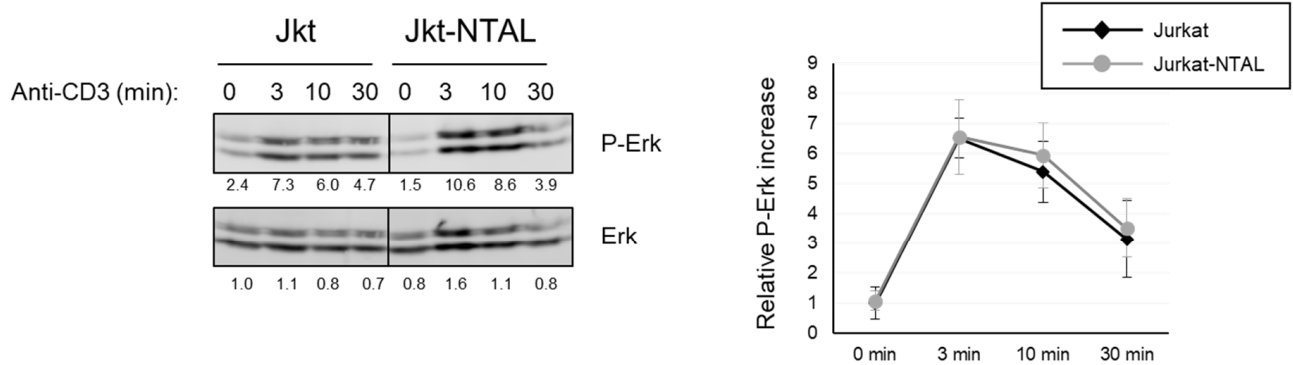 Jkt Jkt-NTAL
Anti-CD3 (min): 0 3 10 30 0 3 10 30
P-Erk
2.4 7.3 6.0 4.7 1.5 10.6 8.6 3.9
Erk
1.0 1.1 0.8 0.7 0.8 1.6 1.1 0.8
Jurkat
Jurkat-NTAL
Relative P-Erk increase
9
8
7
6
5
4
3
2
1
0
0 min 3 min 10 min 30 min